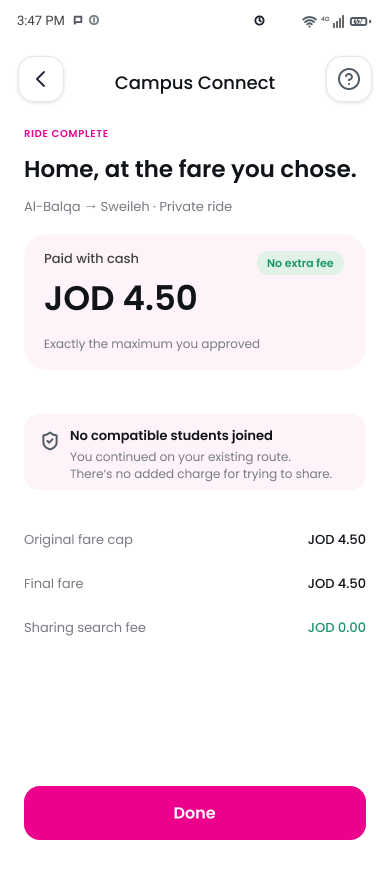 3:47 PM
4G
Campus Connect
RIDE COMPLETE
Home, at the fare you chose.
Al-Balqa → Sweileh · Private ride
Paid with cash
No extra fee
JOD 4.50
Exactly the maximum you approved
No compatible students joined
You continued on your existing route.
There's no added charge for trying to share.
Original fare cap JOD 4.50
Final fare JOD 4.50
Sharing search fee JOD 0.00
Done